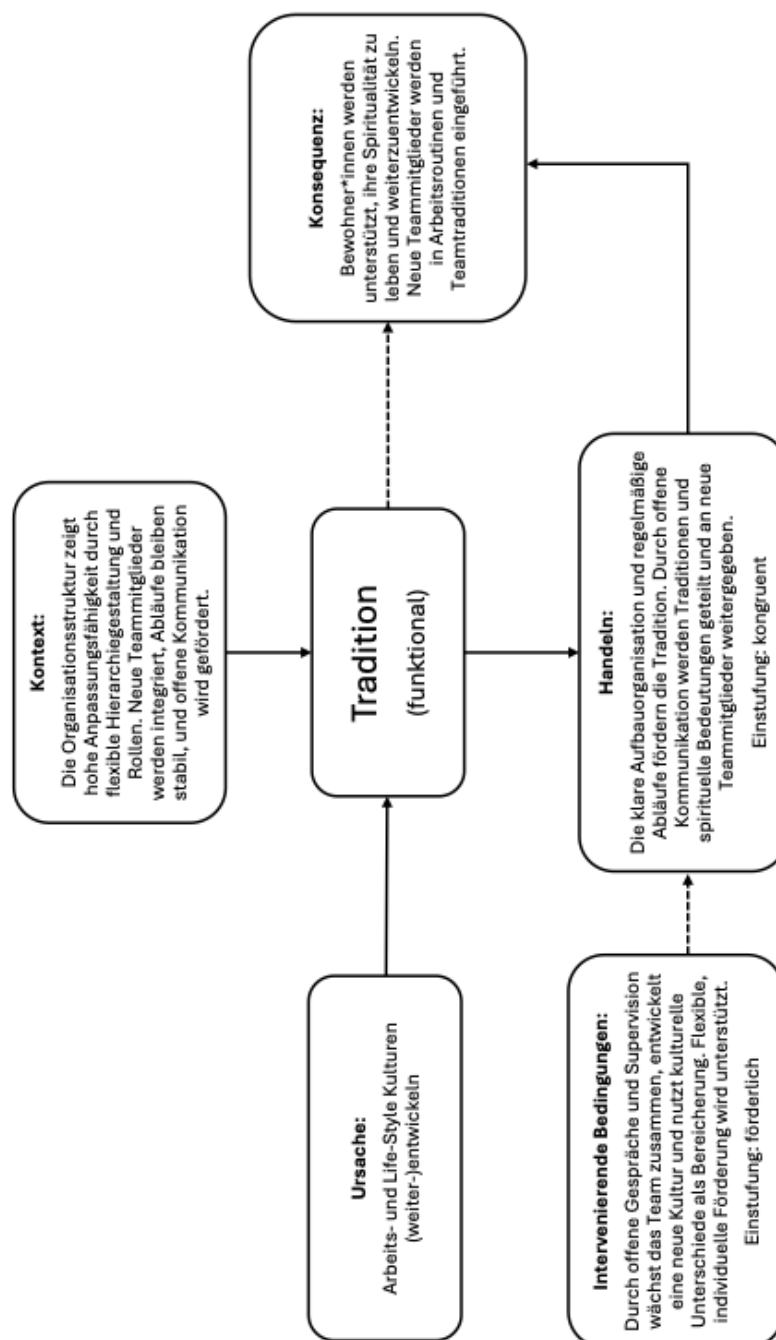 Kontext:
Die Organisationsstruktur zeigt
hohe Anpassungsfähigkeit durch
flexible Hierarchiegestaltung und
Rollen. Neue Teammitglieder
werden integriert, Abläufe bleiben
stabil, und offene Kommunikation
wird gefördert.
Ursache:
Arbeits- und Life-Style Kulturen
(weiter-)entwickeln
Tradition
(funktional)
Konsequenz:
Bewohner*innen werden
unterstützt, ihre Spiritualität zu
leben und weiterzuentwickeln.
Neue Teammitglieder werden
in Arbeitsroutinen und
Teamtraditionen eingeführt.
Intervenierende Bedingungen:
Durch offene Gespräche und Supervision
wächst das Team zusammen, entwickelt
eine neue Kultur und nutzt kulturelle
Unterschiede als Bereicherung. Flexible,
individuelle Förderung wird unterstützt.
Einstufung: förderlich
Handeln:
Die klare Aufbauorganisation und regelmäßige
Abläufe fördern die Tradition. Durch offene
Kommunikation werden Traditionen und
spirituelle Bedeutungen geteilt und an neue
Teammitglieder weitergegeben.
Einstufung: kongruent